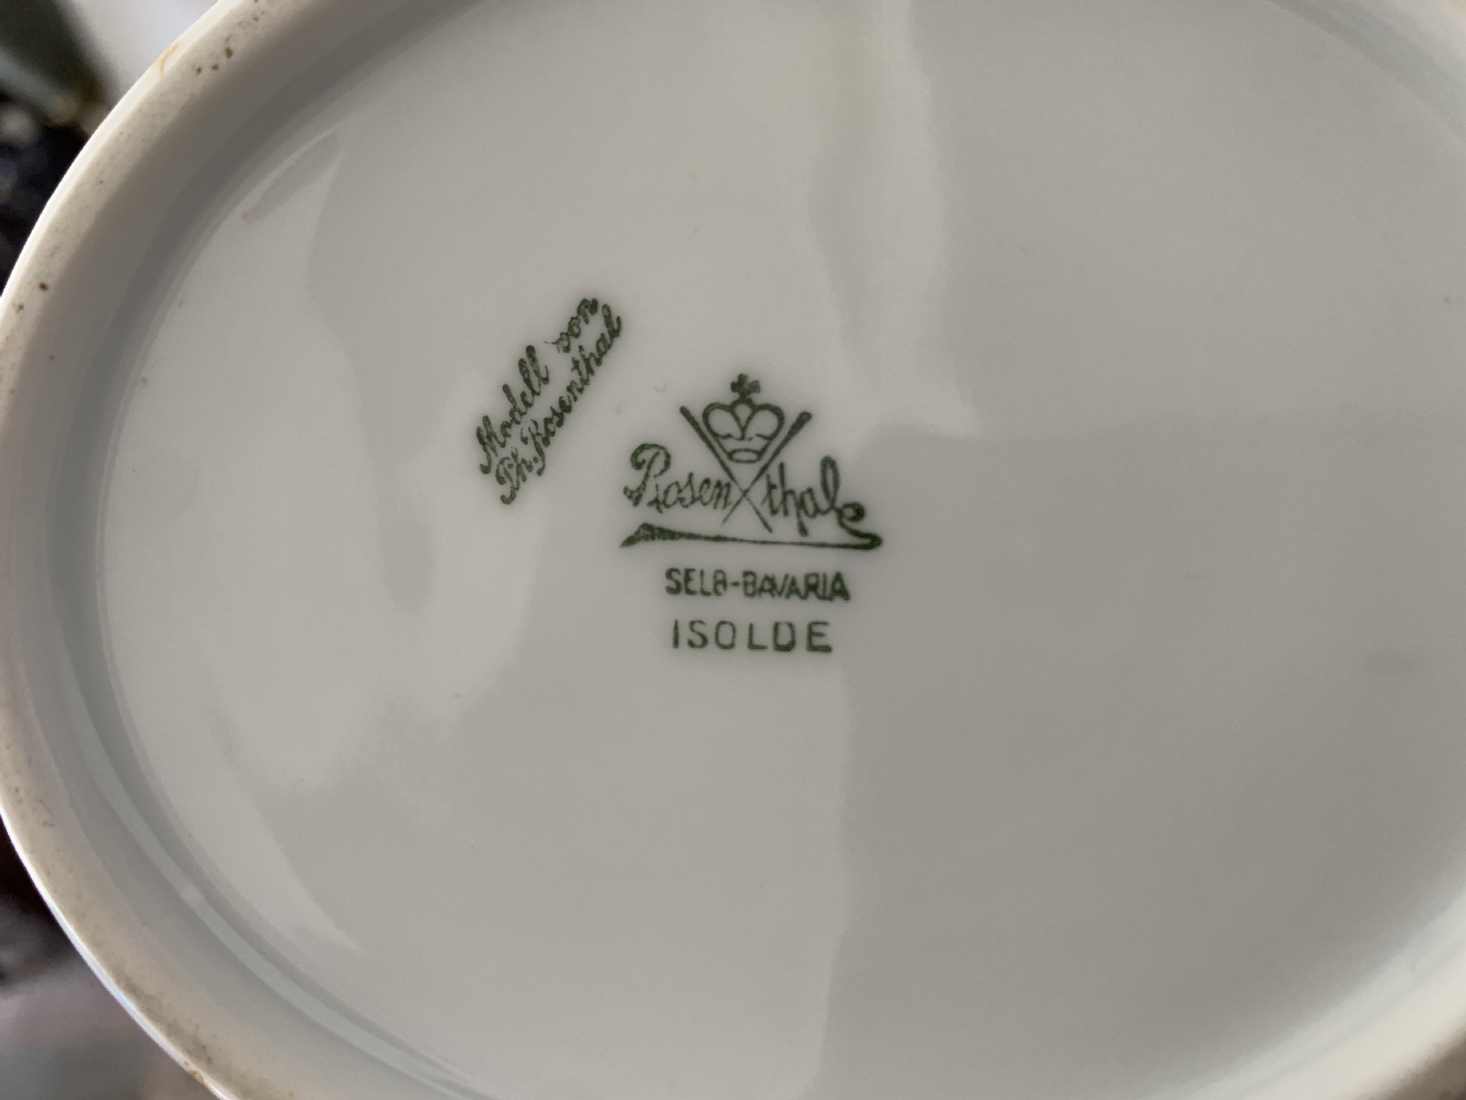 Modell von
Ph. Rosenthal
Rosenthal
SELB-BAVARIA
ISOLDE